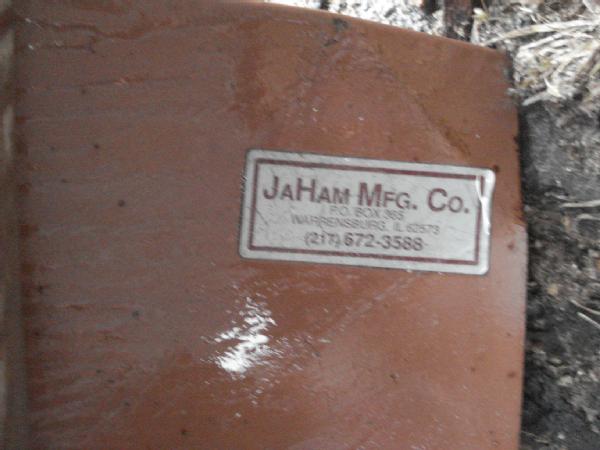 JAHAM MFG. CO.
P.O. BOX 365
WARRENSBURG, IL 62573
(217) 672-3588